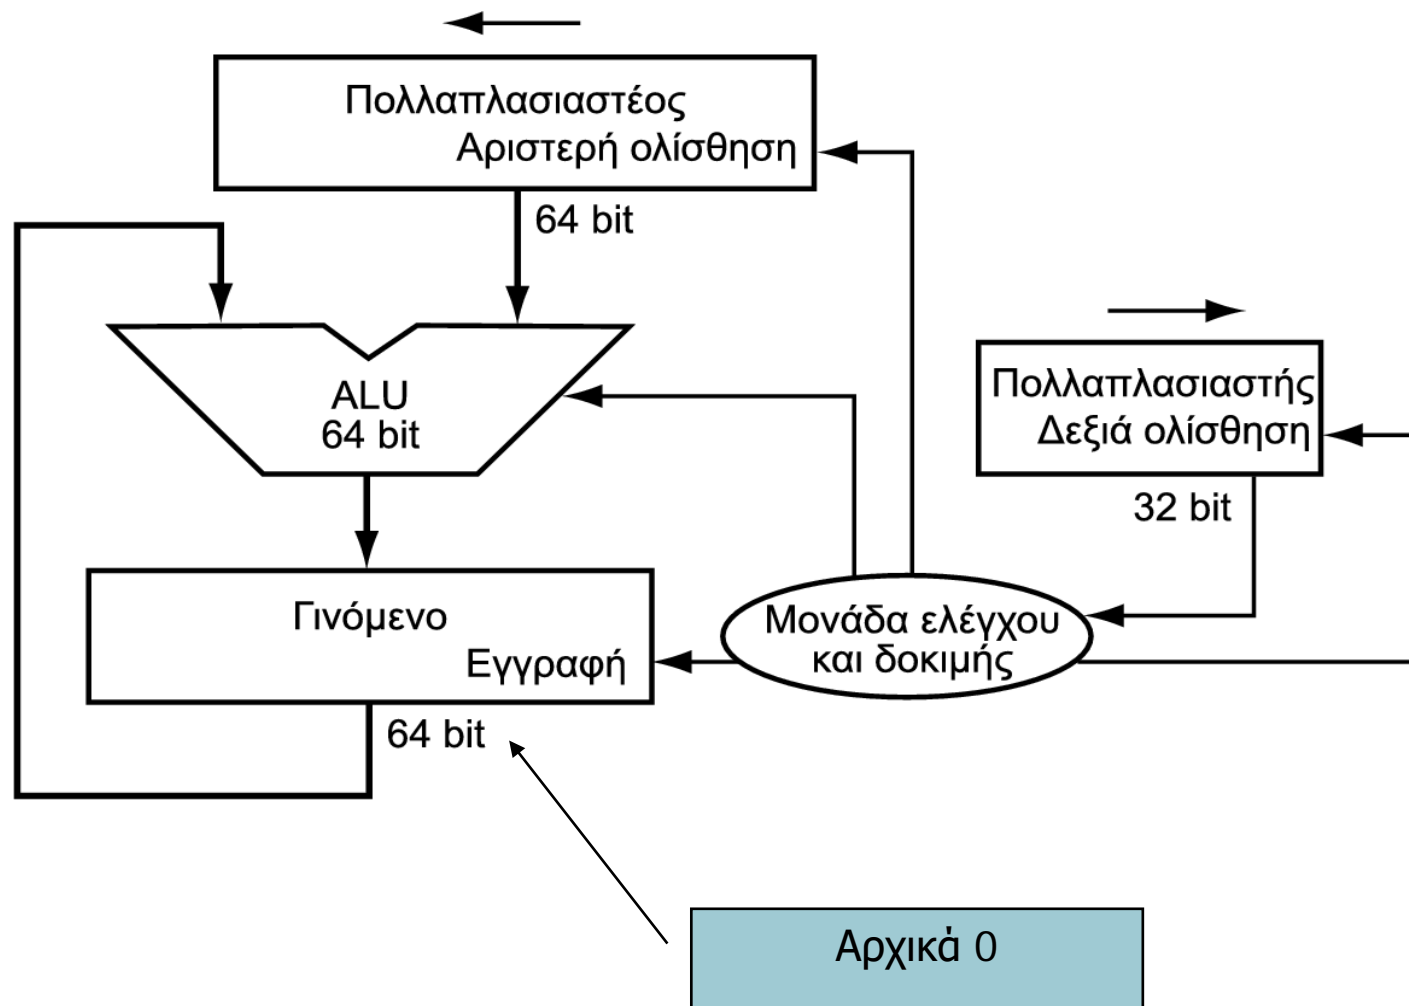 Πολλαπλασιαστέος
Αριστερή ολίσθηση
64 bit
ALU
64 bit
Πολλαπλασιαστής
Δεξιά ολίσθηση
32 bit
Γινόμενο
Εγγραφή
Μονάδα ελέγχου
και δοκιμής
64 bit
Αρχικά 0